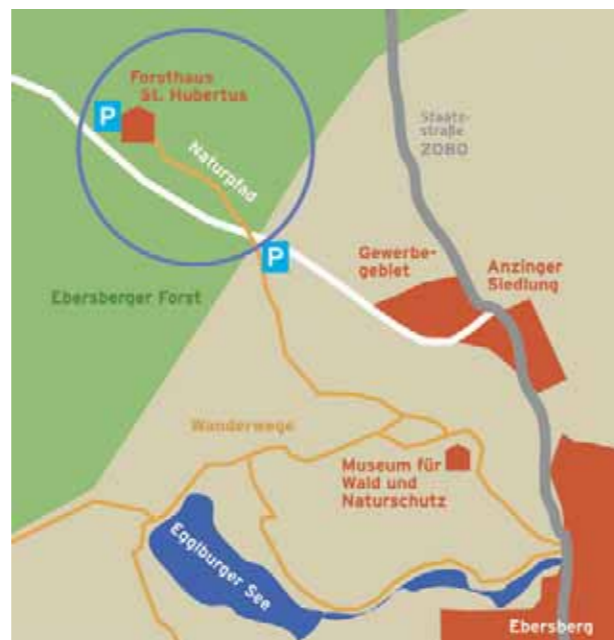 Forsthaus
St. Hubertus
P
Naturpfad
Staats-
straße
2080
P
Gewerbe-
gebiet
Anzinger
Siedlung
Ebersberger Forst
Wanderwege
Museum für
Wald und
Naturschutz
Egglburger See
Ebersberg